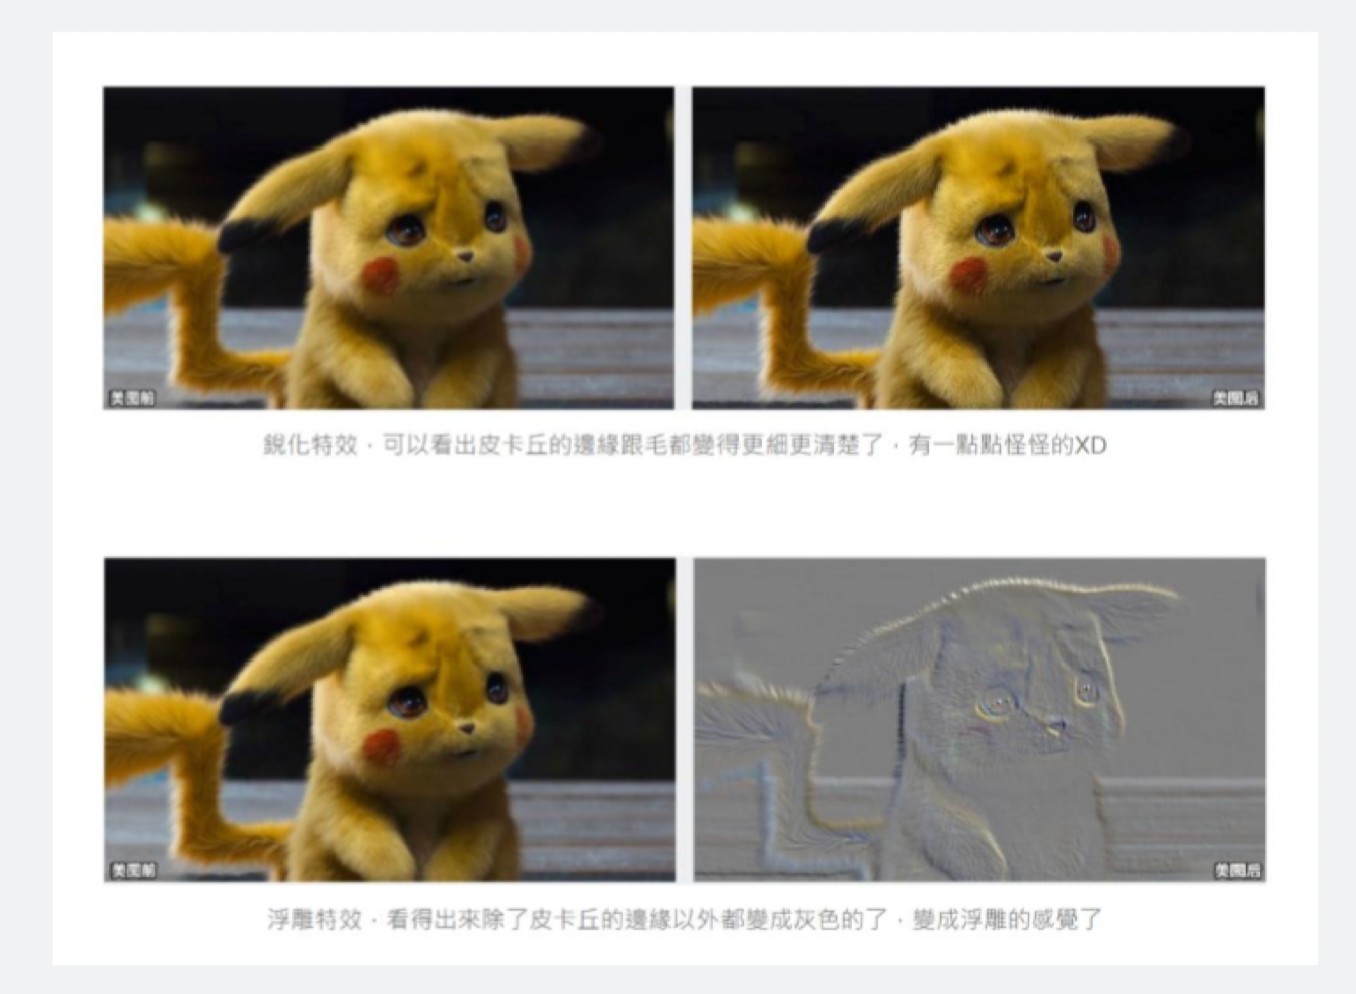 美图前
美图后
銳化特效，可以看出皮卡丘的邊緣跟毛都變得更細更清楚了，有一點點怪怪的XD
美图前
美图后
浮雕特效，看得出來除了皮卡丘的邊緣以外都變成灰色的了，變成浮雕的感覺了